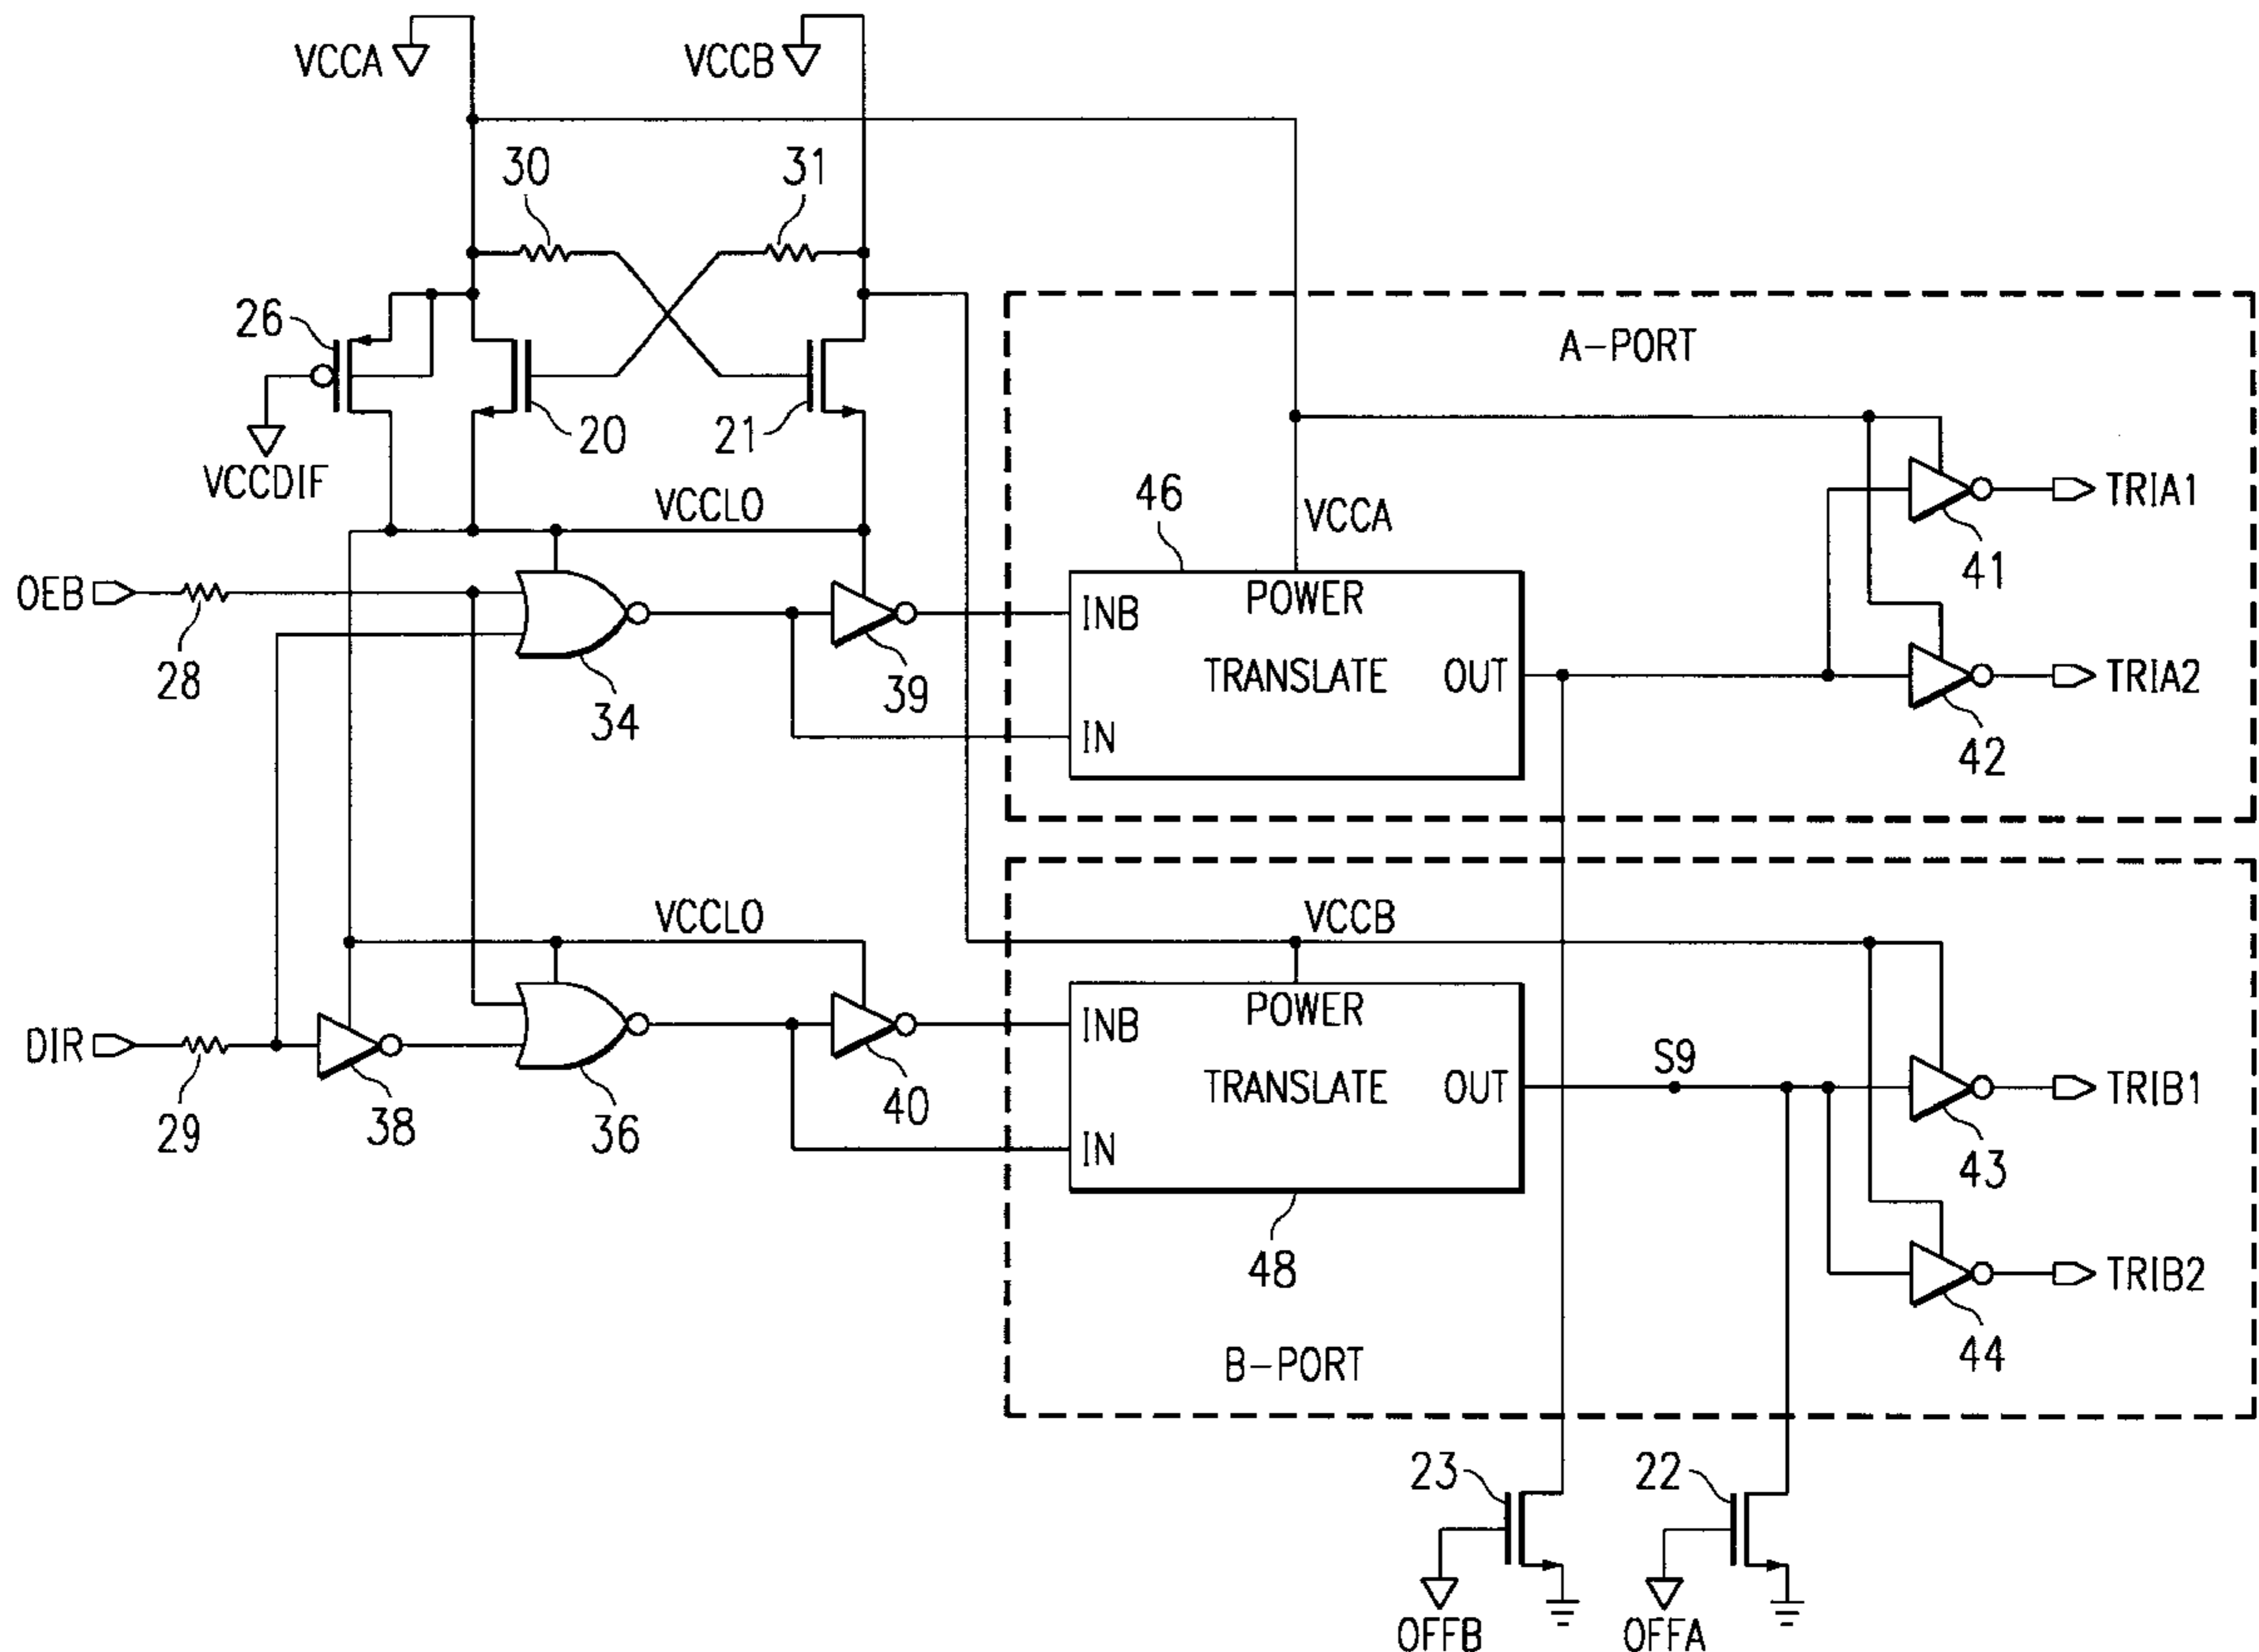 VCCA
VCCB
30
31
26
A-PORT
20
21
VCCDIF
VCCLO
46
VCCA
TRIA1
41
OEB
28
34
39
INB
POWER
TRANSLATE
OUT
IN
TRIA2
42
VCCLO
VCCB
DIR
29
38
36
40
INB
POWER
TRANSLATE
OUT
IN
S9
TRIB1
43
48
TRIB2
44
B-PORT
23
22
OFFB
OFFA